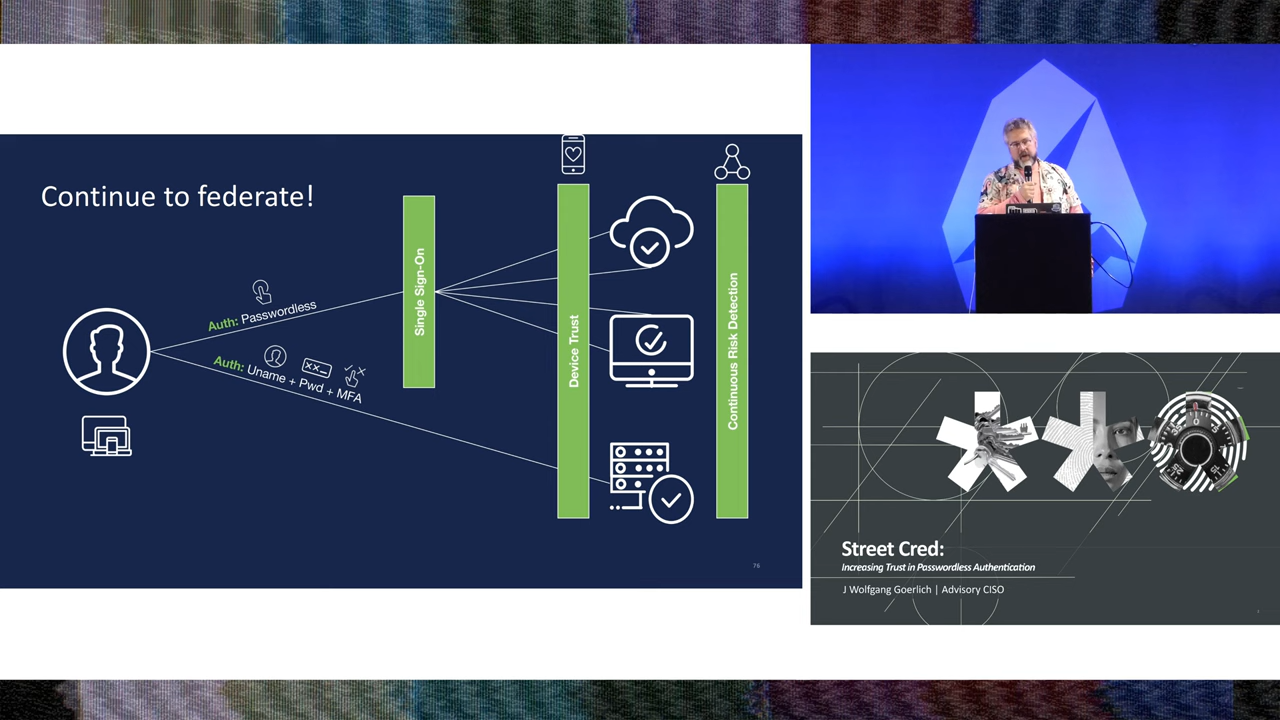 Continue to federate!
Auth: Passwordless
Auth: Uname + Pwd + MFA
Single Sign-On
Device Trust
Continuous Risk Detection
76
Street Cred:
Increasing Trust in Passwordless Authentication
J Wolfgang Goerlich | Advisory CISO